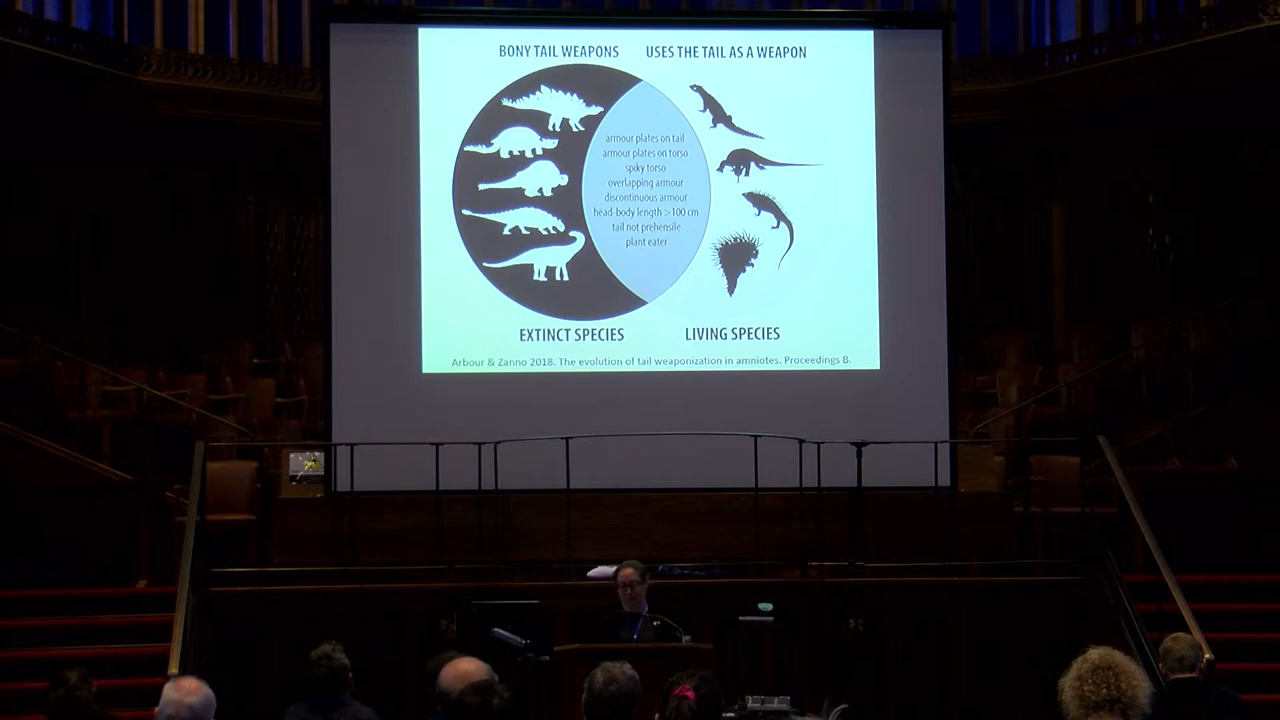 BONY TAIL WEAPONS
USES THE TAIL AS A WEAPON
armour plates on tail
armour plates on torso
spiky torso
overlapping armour
discontinuous armour
head-body length >100 cm
tail not prehensile
plant eater
EXTINCT SPECIES
LIVING SPECIES
Arbour & Zanno 2018. The evolution of tail weaponization in amniotes. Proceedings B.